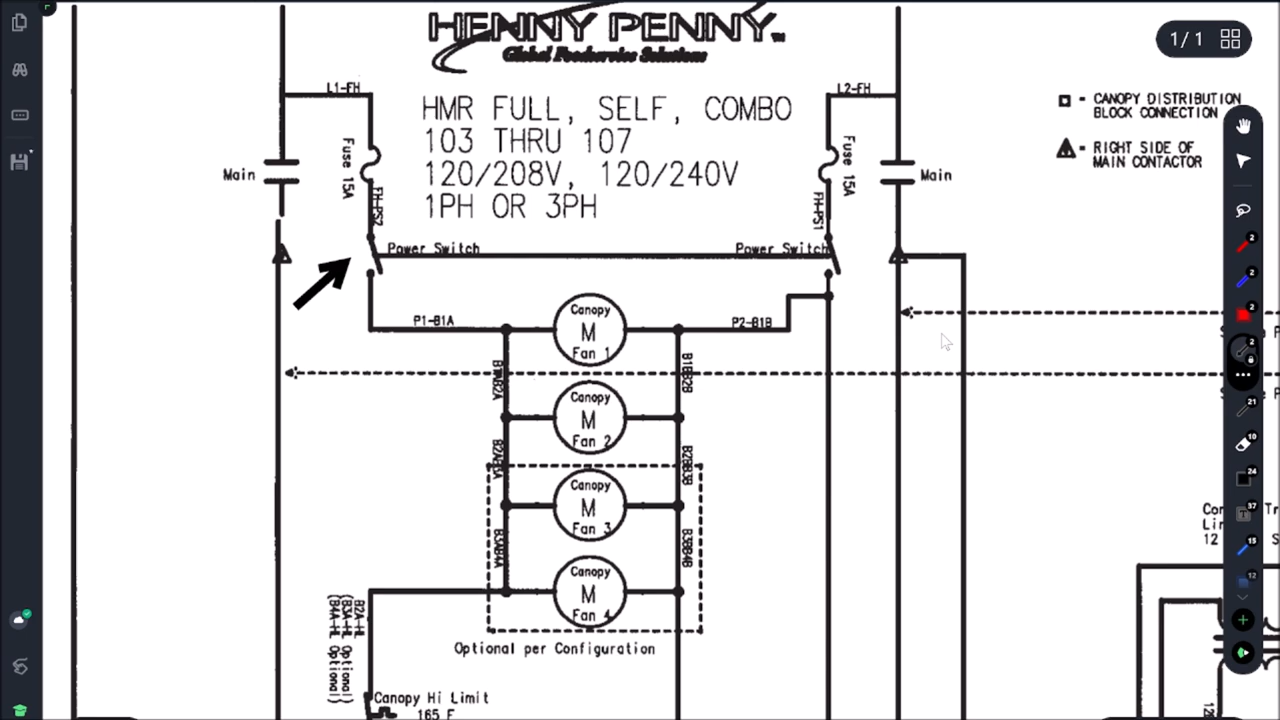 HENNY PENNY
Global Foodservice Solutions
1/1
L1-FH
L2-FH
HMR FULL, SELF, COMBO
103 THRU 107
120/208V, 120/240V
1PH OR 3PH
- CANOPY DISTRIBUTION
BLOCK CONNECTION
- RIGHT SIDE OF
MAIN CONTACTOR
Fuse 15A
Fuse 15A
Main
Main
FH-PS2
FH-PS1
Power Switch
Power Switch
P1-B1A
P2-B1B
Canopy
M
Fan 1
B1BB2B
Canopy
M
Fan 2
B2BB3B
Canopy
M
Fan 3
B3AB4A
B3BB4B
Canopy
M
Fan 4
Optional per Configuration
B2A-HL
(B3A-HL Optional)
(B4A-HL Optional)
Canopy Hi Limit
165 F
12